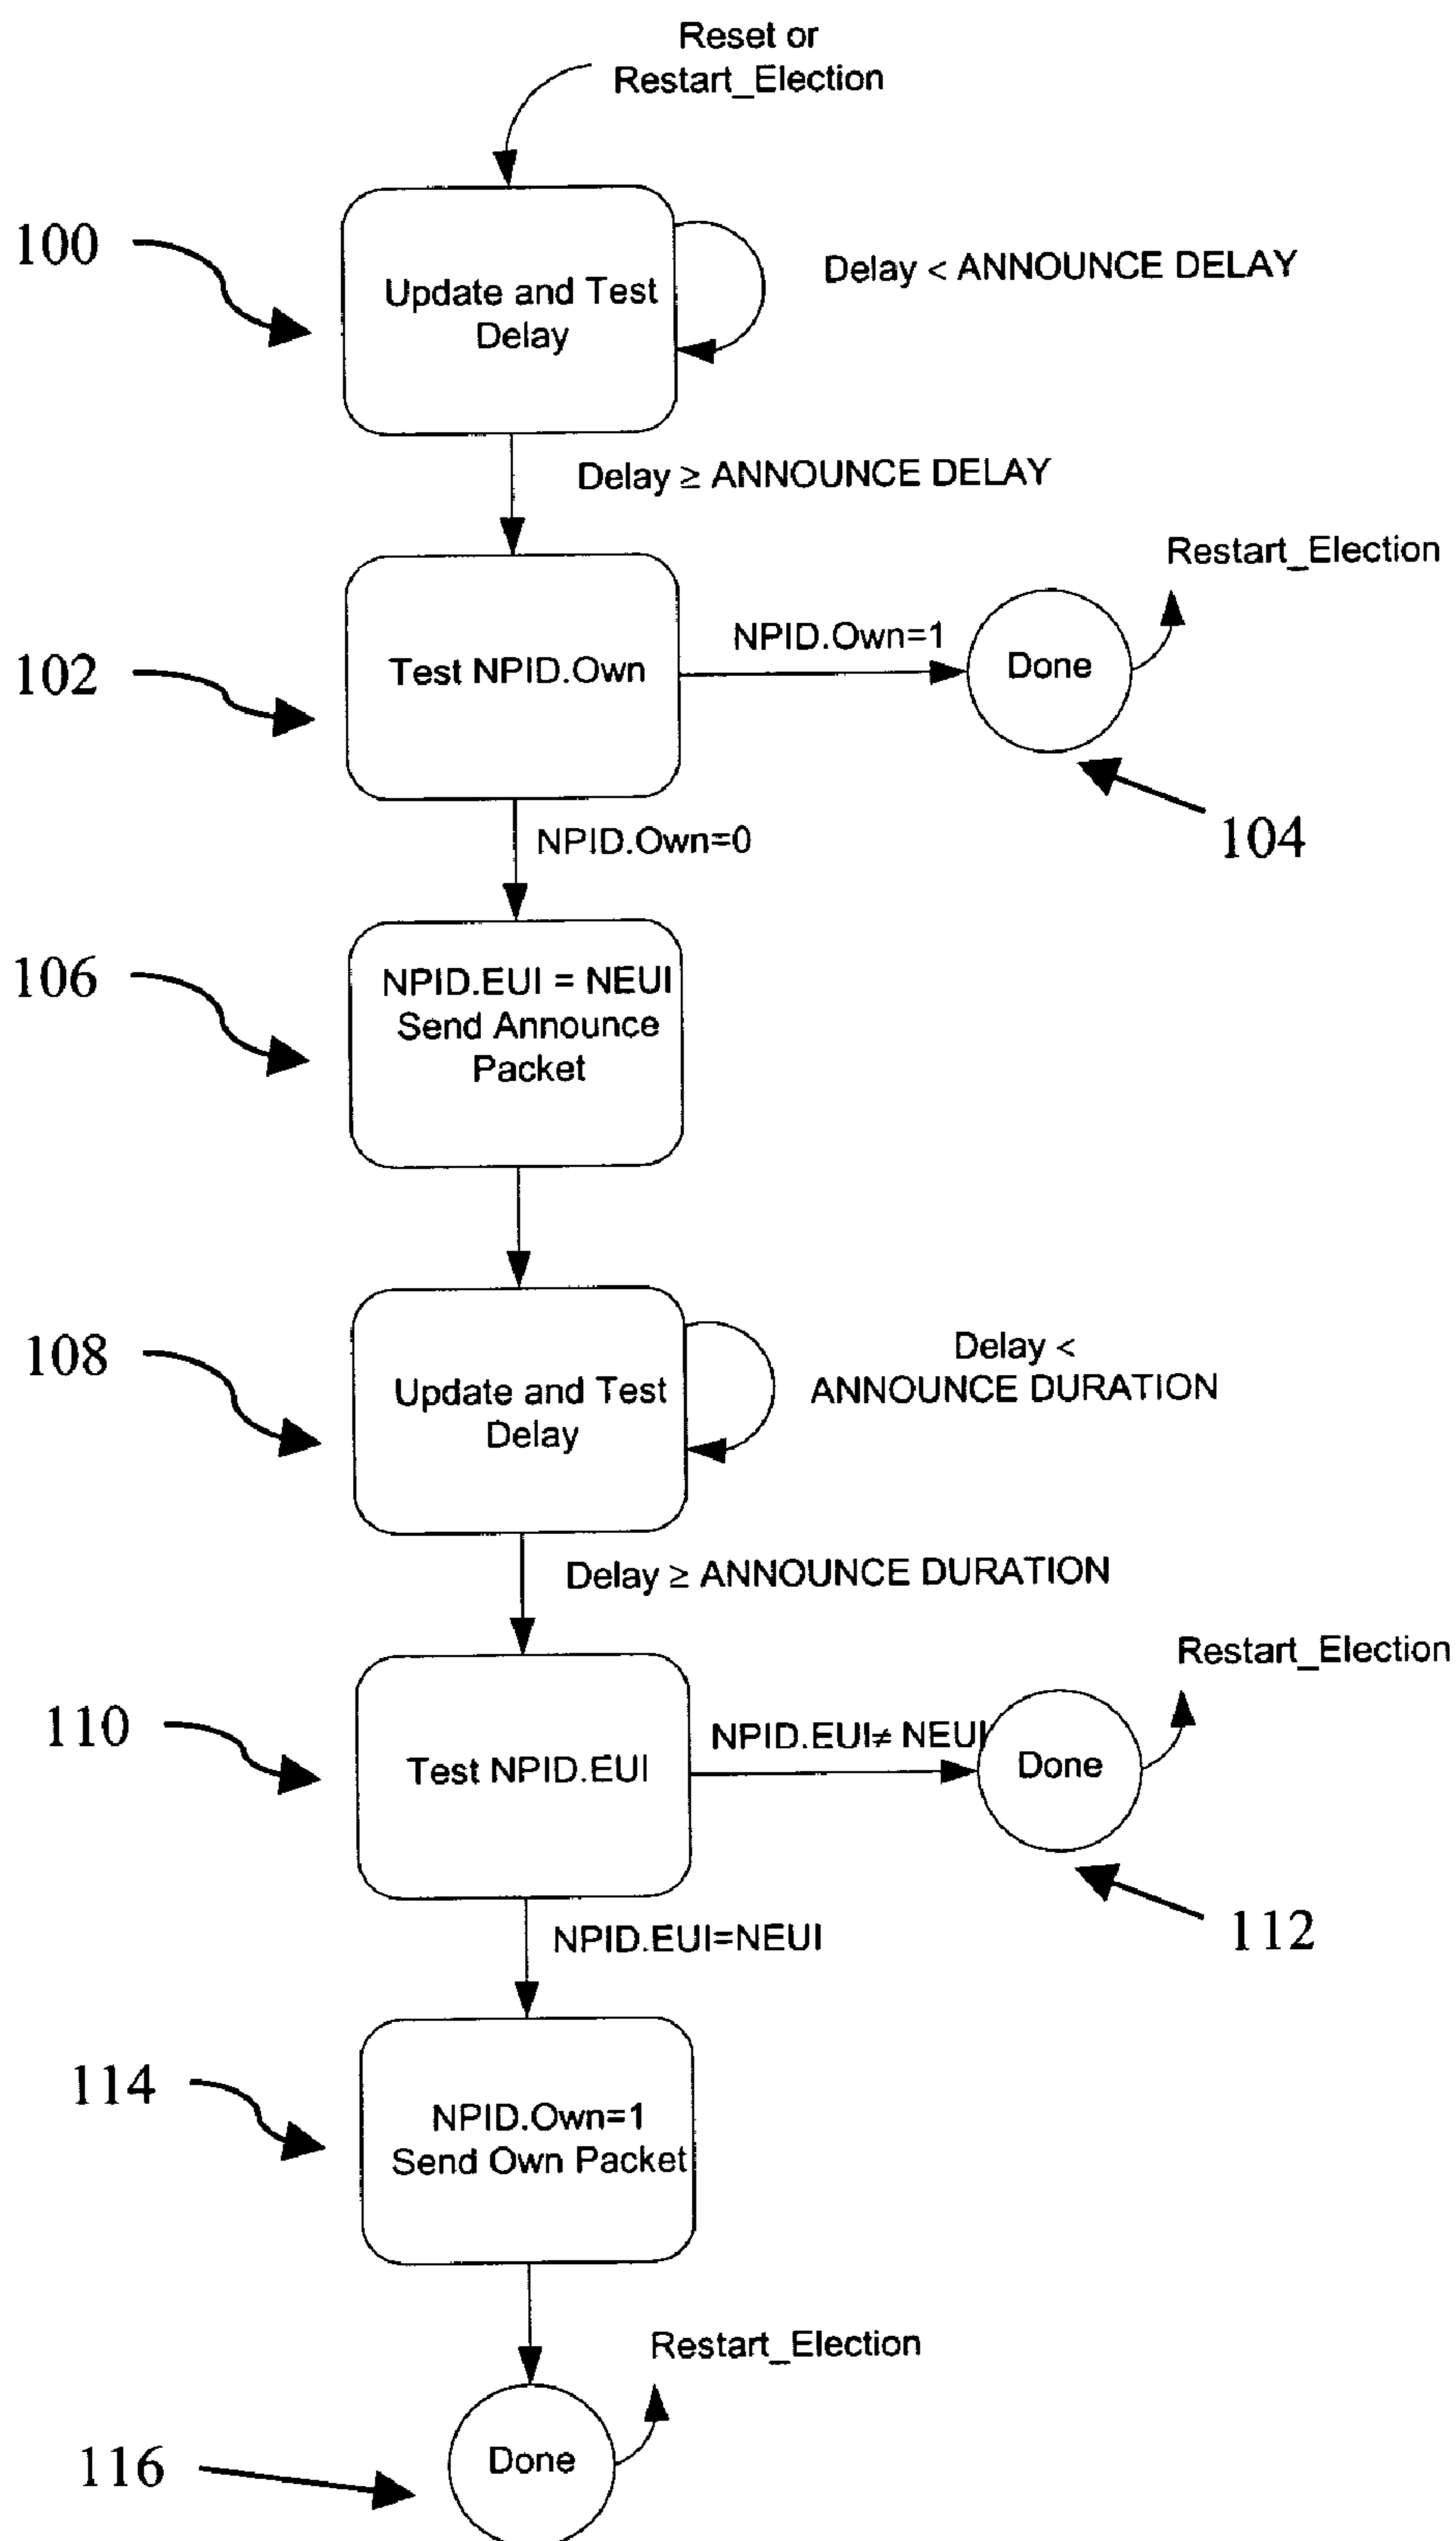 Reset or
Restart_Election
100
Update and Test
Delay
Delay < ANNOUNCE DELAY
Delay ≥ ANNOUNCE DELAY
Restart_Election
102
Test NPID.Own
NPID.Own=1
Done
104
NPID.Own=0
106
NPID.EUI = NEUI
Send Announce
Packet
108
Update and Test
Delay
Delay <
ANNOUNCE DURATION
Delay ≥ ANNOUNCE DURATION
Restart_Election
110
Test NPID.EUI
NPID.EUI≠ NEUI
Done
112
NPID.EUI=NEUI
114
NPID.Own=1
Send Own Packet
Restart_Election
116
Done